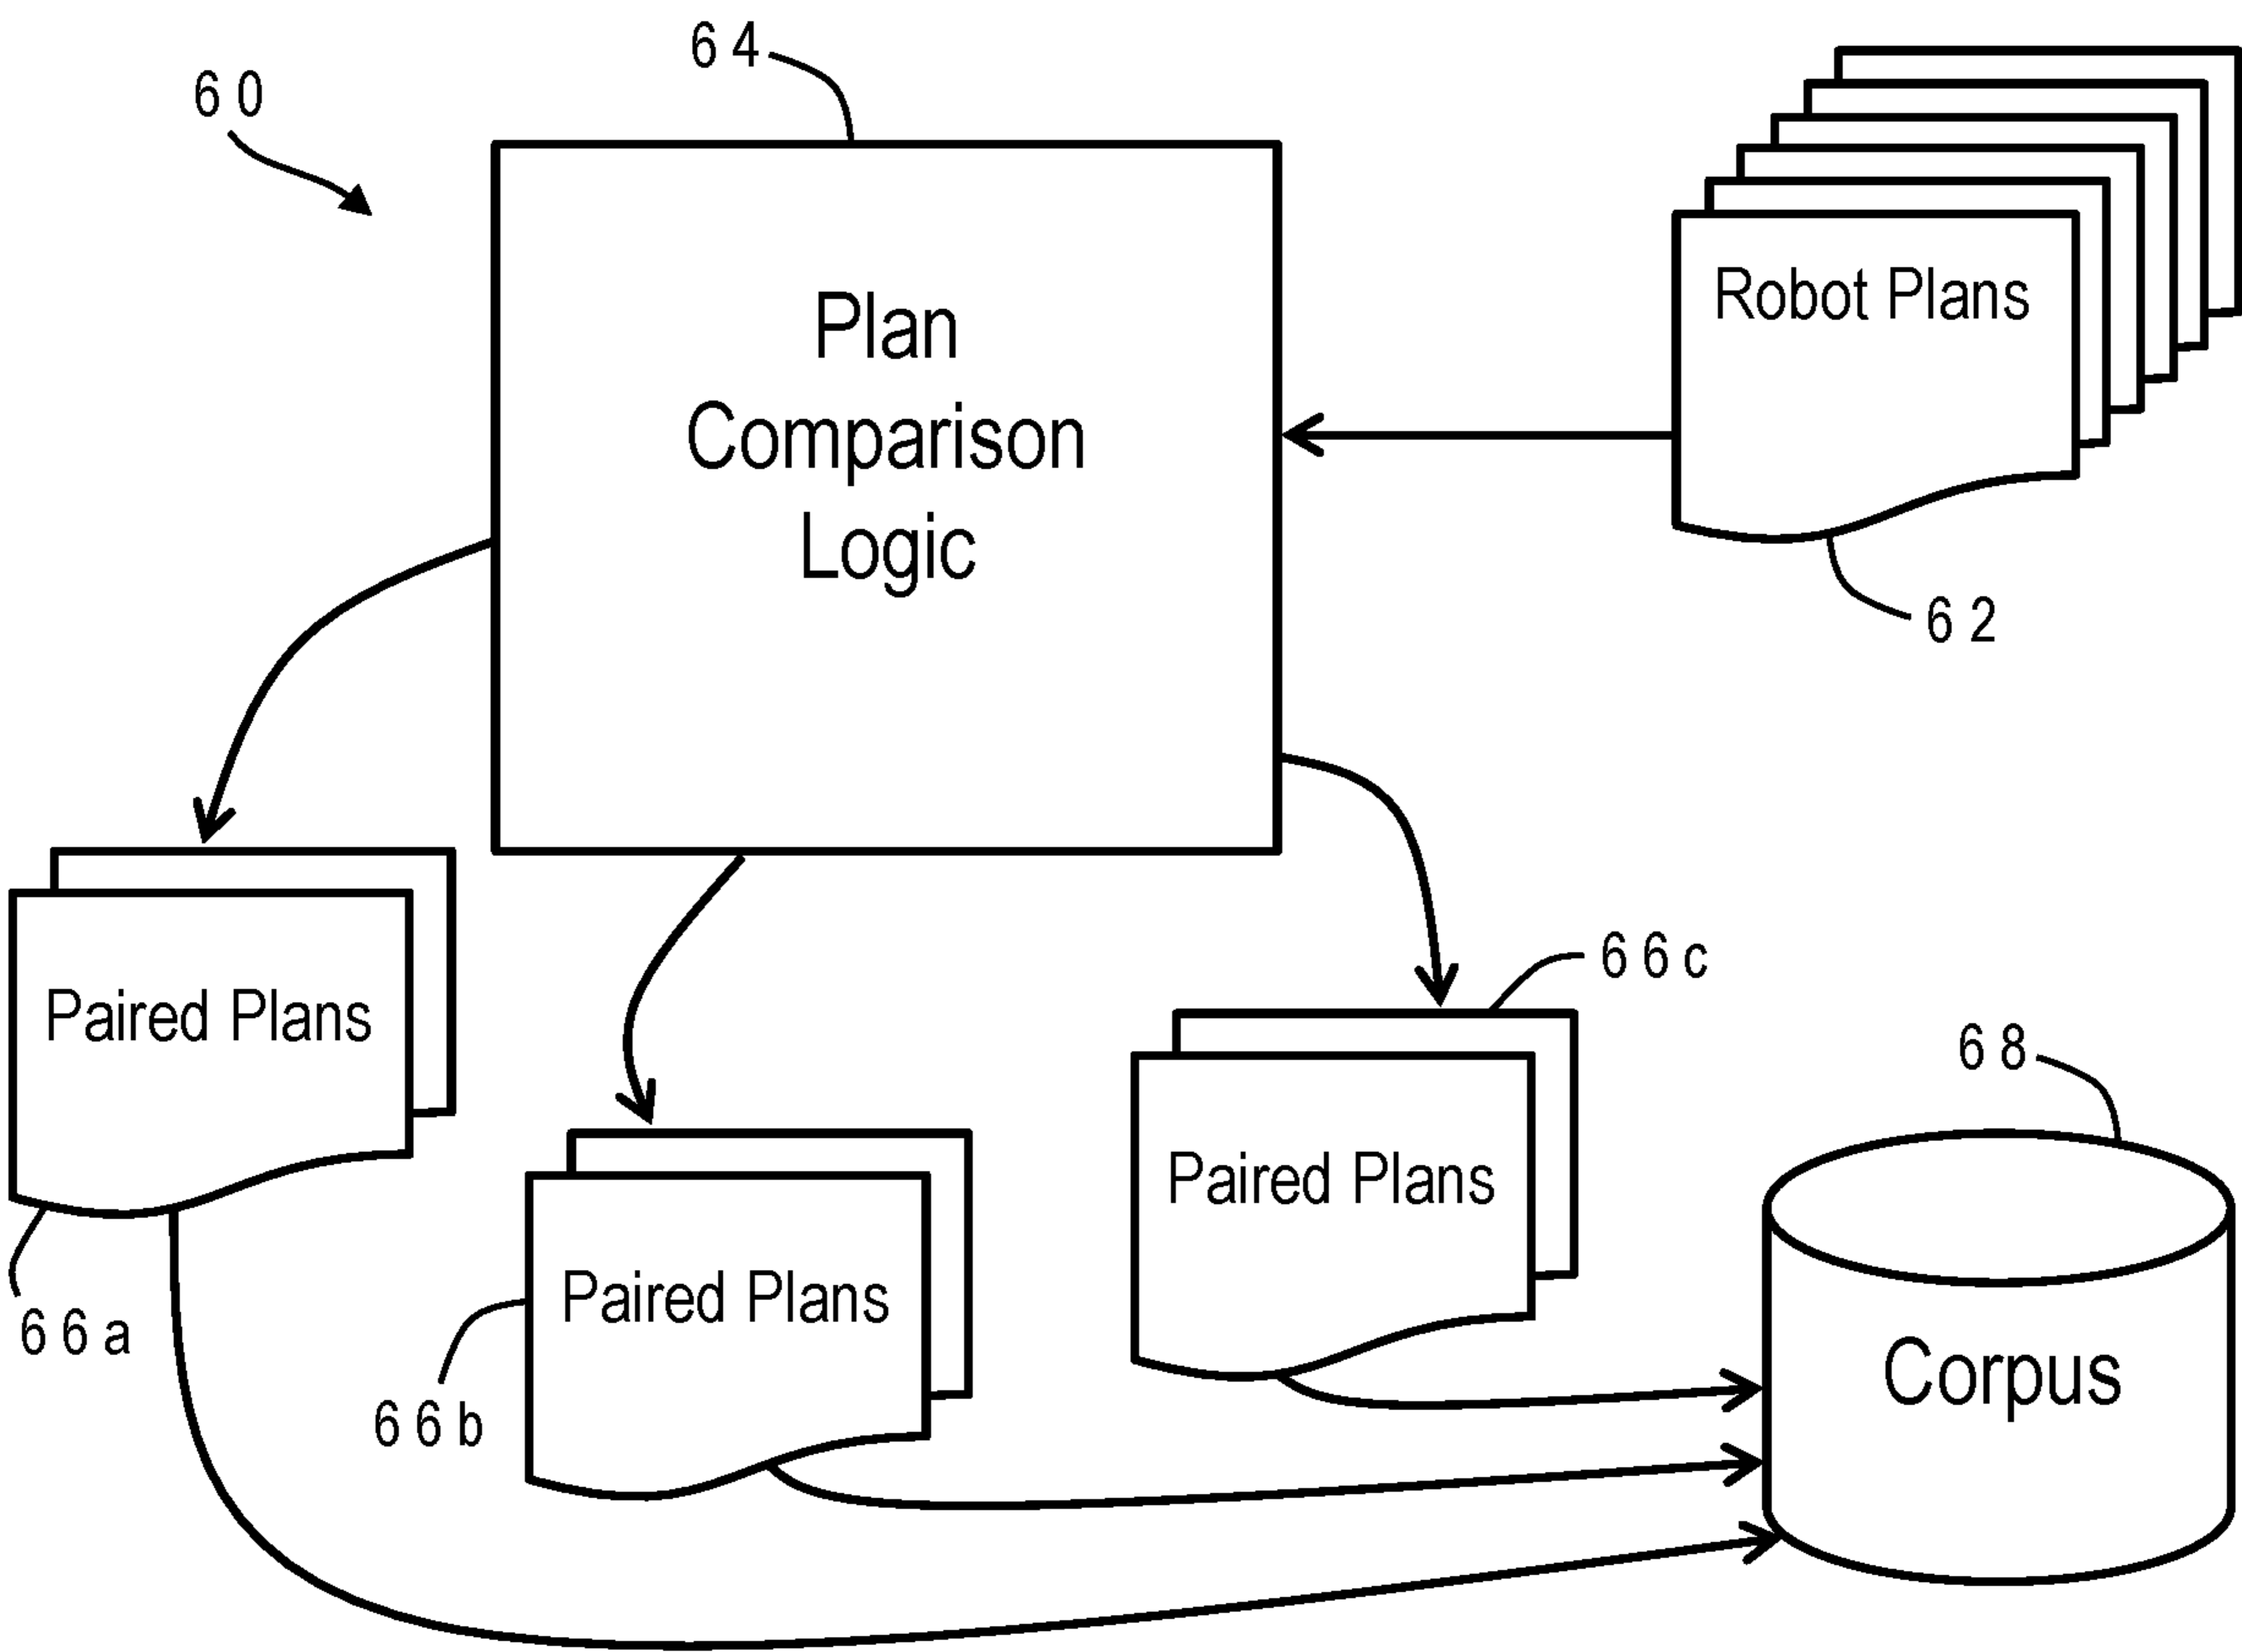 6 4
6 0
Robot Plans
Plan
Comparison
Logic
6 2
6 6 c
Paired Plans
6 8
Paired Plans
Paired Plans
6 6 a
Corpus
6 6 b